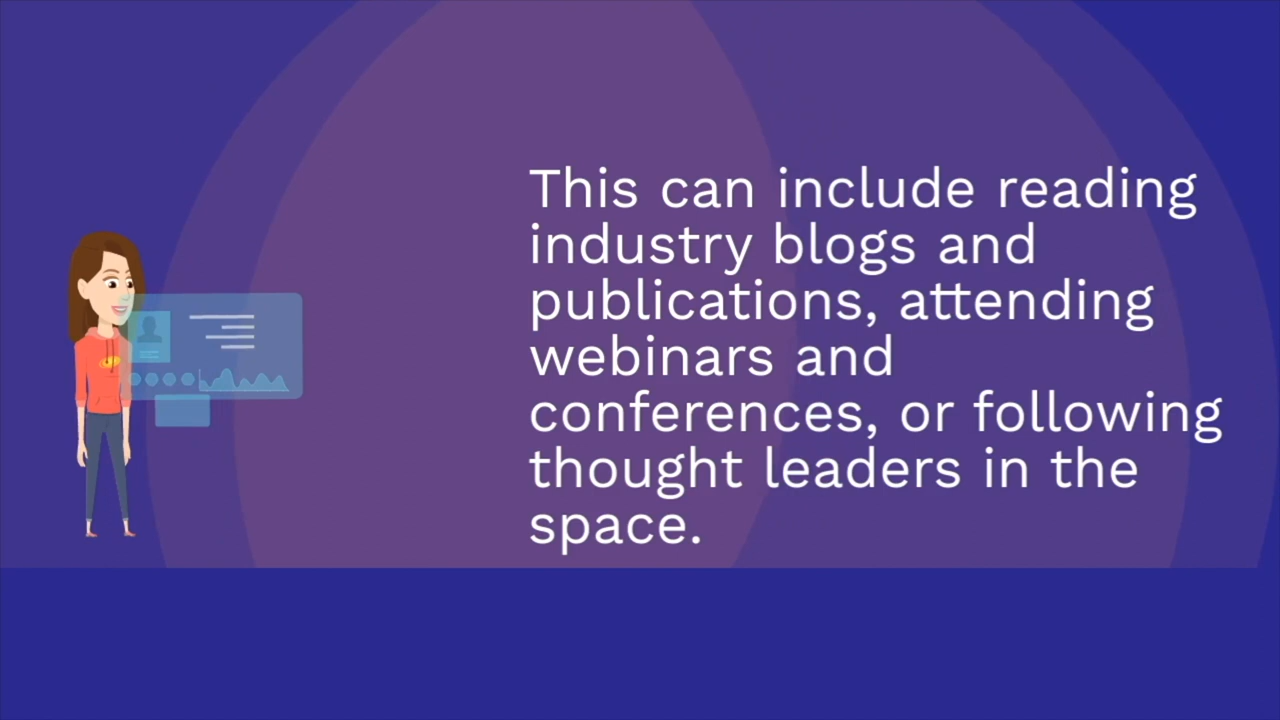 This can include reading
industry blogs and
publications, attending
webinars and
conferences, or following
thought leaders in the
space.